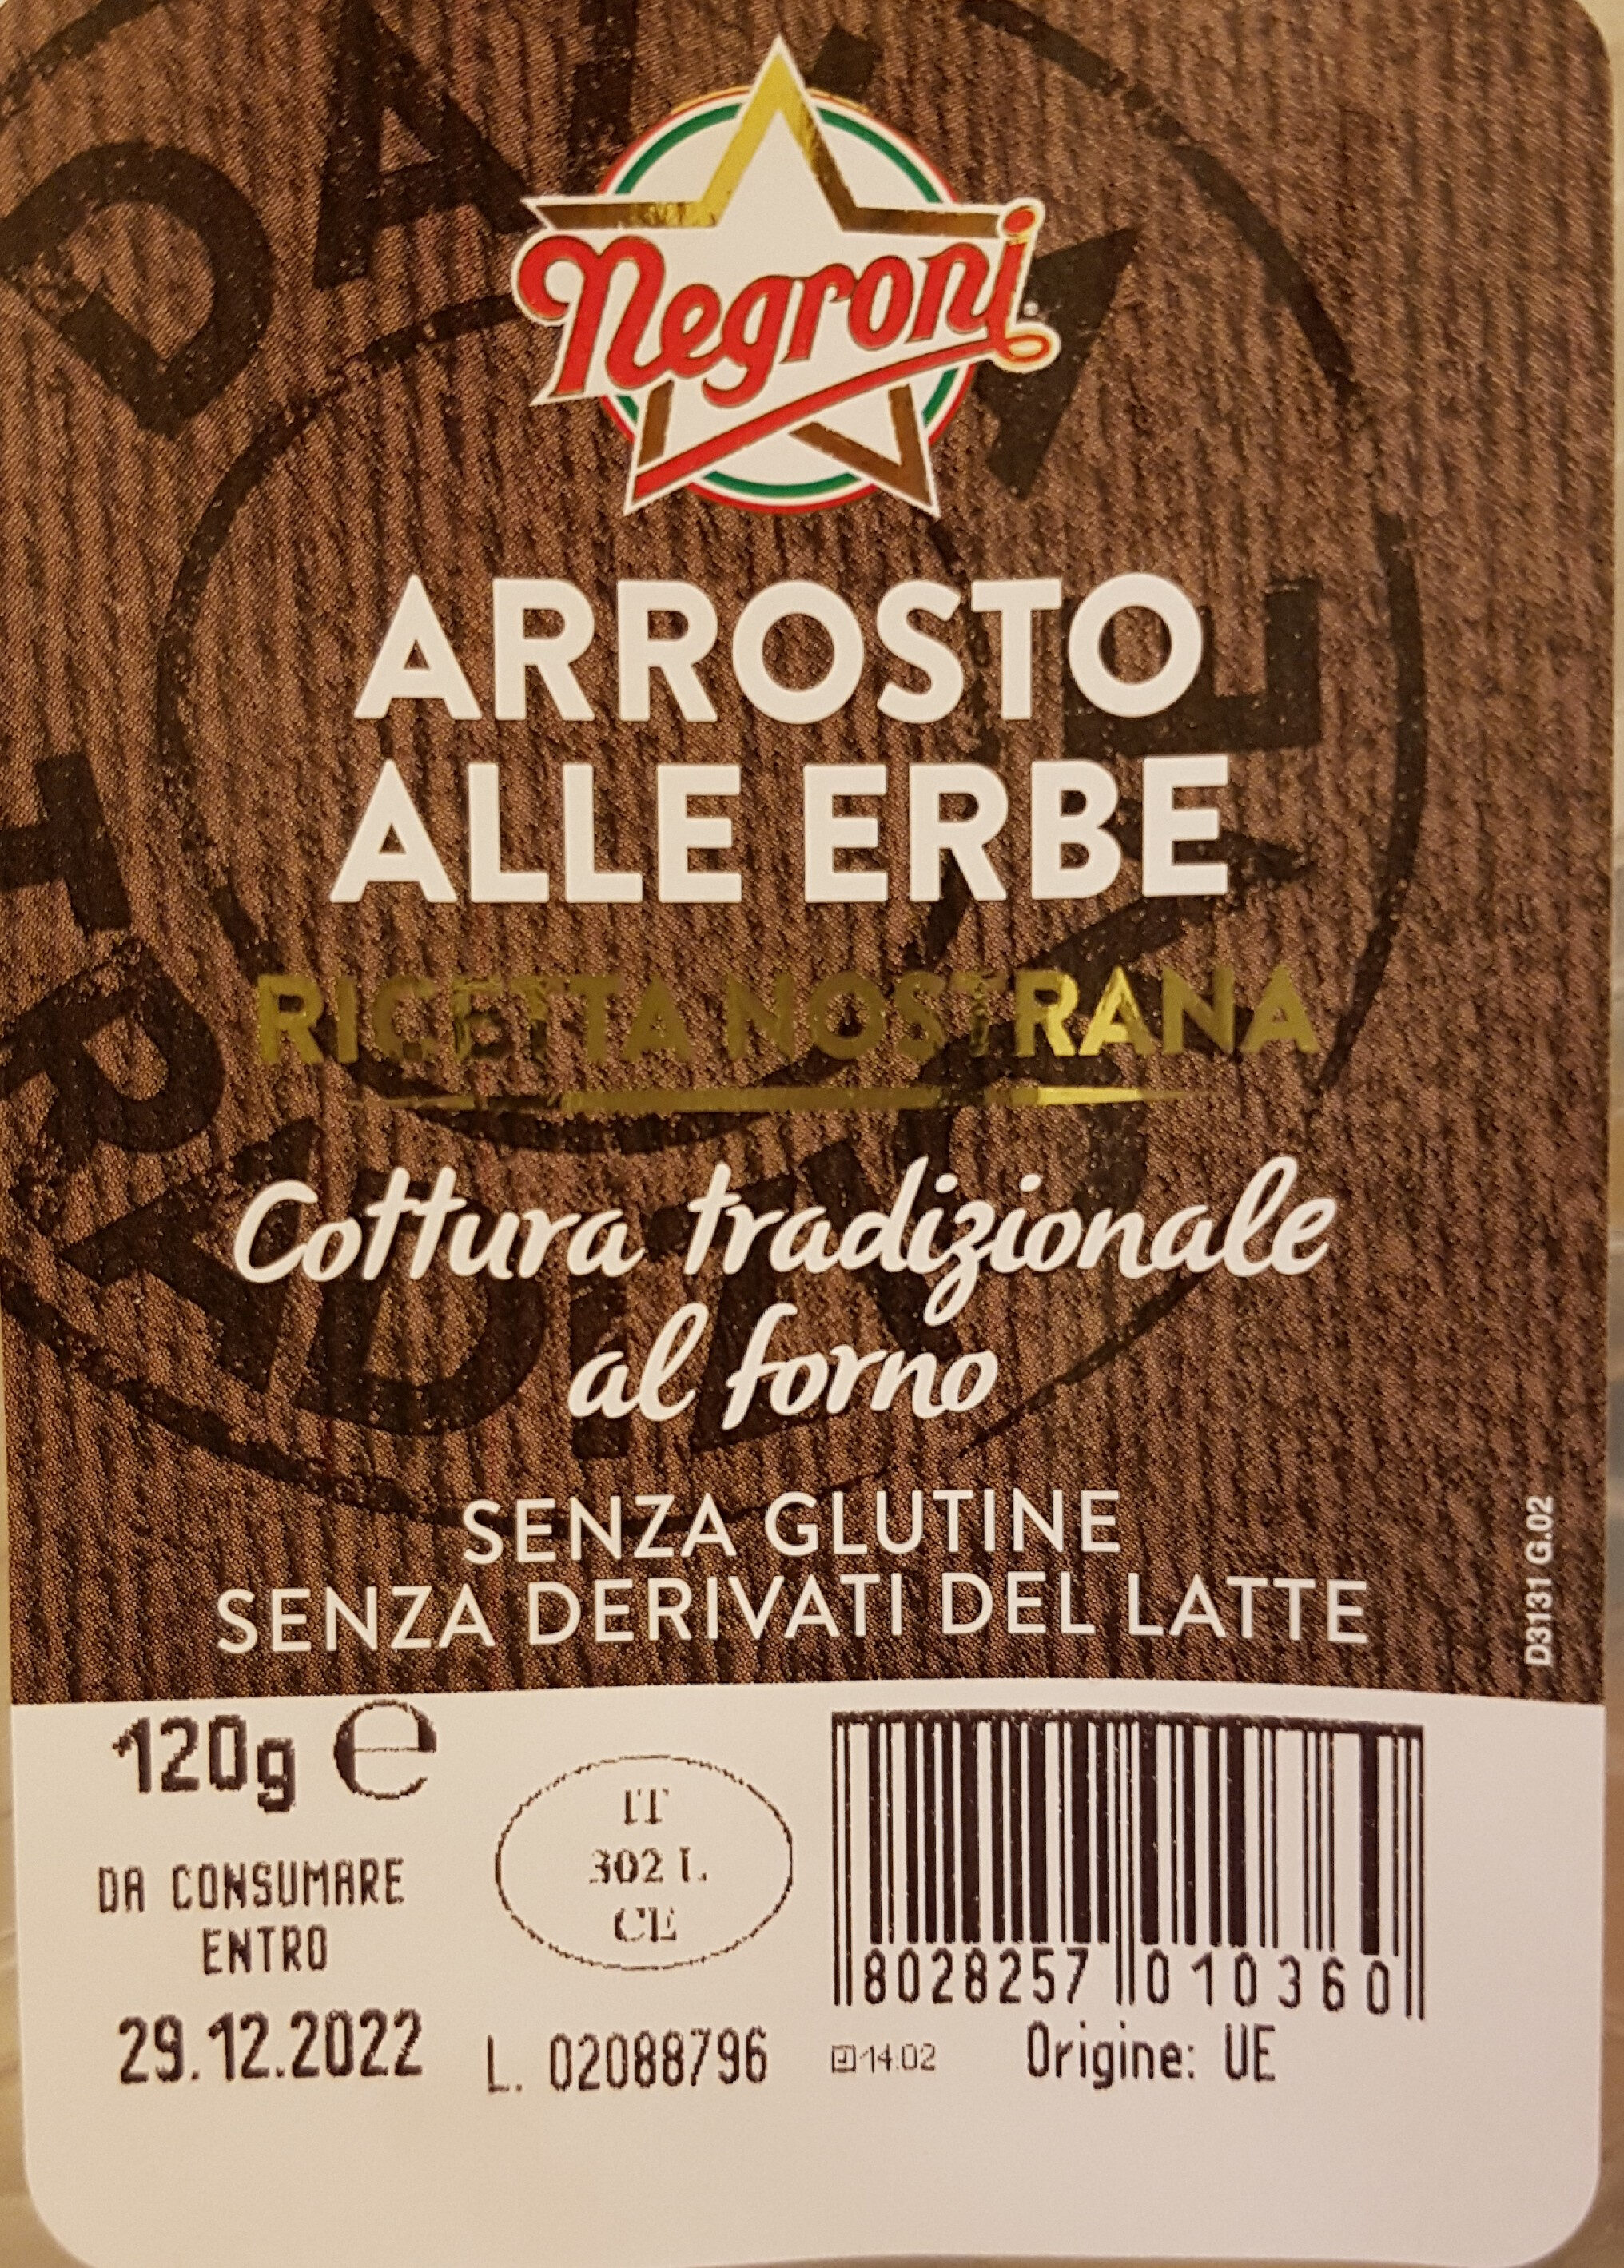 Negroni
ARROSTO
ALLE ERBE
RICETTA NOSTRANA
Cottura tradizionale
al forno
SENZA GLUTINE
SENZA DERIVATI DEL LATTE
D3131 G.02
120g e
DA CONSUMARE
ENTRO
29.12.2022
IT
302 L
CE
L. 02088796
8028257 010360
14:02
Origine: UE